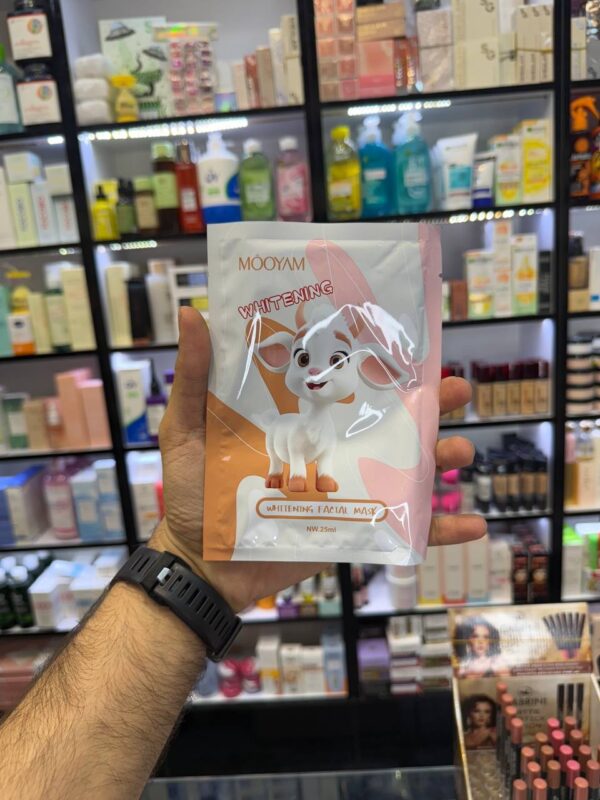 MOOYAM
WHITENING
WHITENING FACIAL MASK
NW.25ml